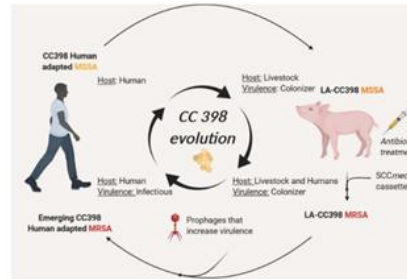 CC398 Human
adapted MSSA
Host: Human
Host: Livestock
Virulence: Colonizer
LA-CC398 MSSA
CC 398
evolution
treatment
cassette
Host: Human
Virulence: Infectious
Host: Livestock and Humans
Virulence: Colonizer
Emerging CC398
Human adapted MRSA
Prophages that
increase virulence
LA-CC398 MRSA